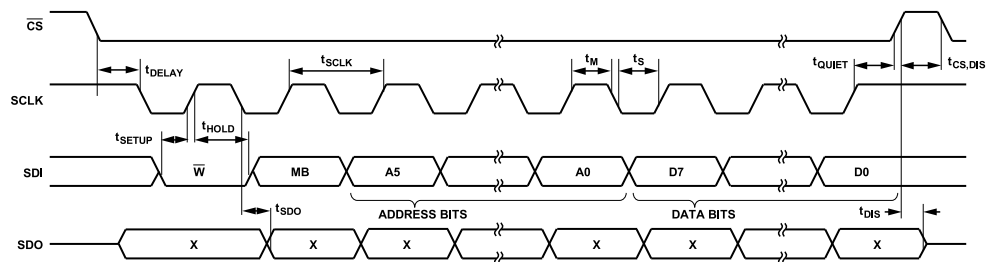 CS
tDELAY
tSCLK
tM
tS
tQUIET
tCS,DIS
SCLK
tSETUP
tHOLD
SDI
W
MB
A5
A0
D7
D0
tSDO
ADDRESS BITS
DATA BITS
tDIS
SDO
X
X
X
X
X
X